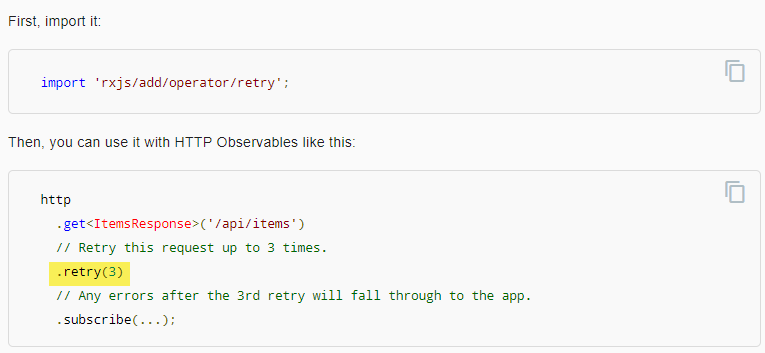 First, import it:
import 'rxjs/add/operator/retry';
Then, you can use it with HTTP Observables like this:
http
.get<ItemsResponse>('/api/items')
// Retry this request up to 3 times.
.retry(3)
// Any errors after the 3rd retry will fall through to the app.
.subscribe(...);